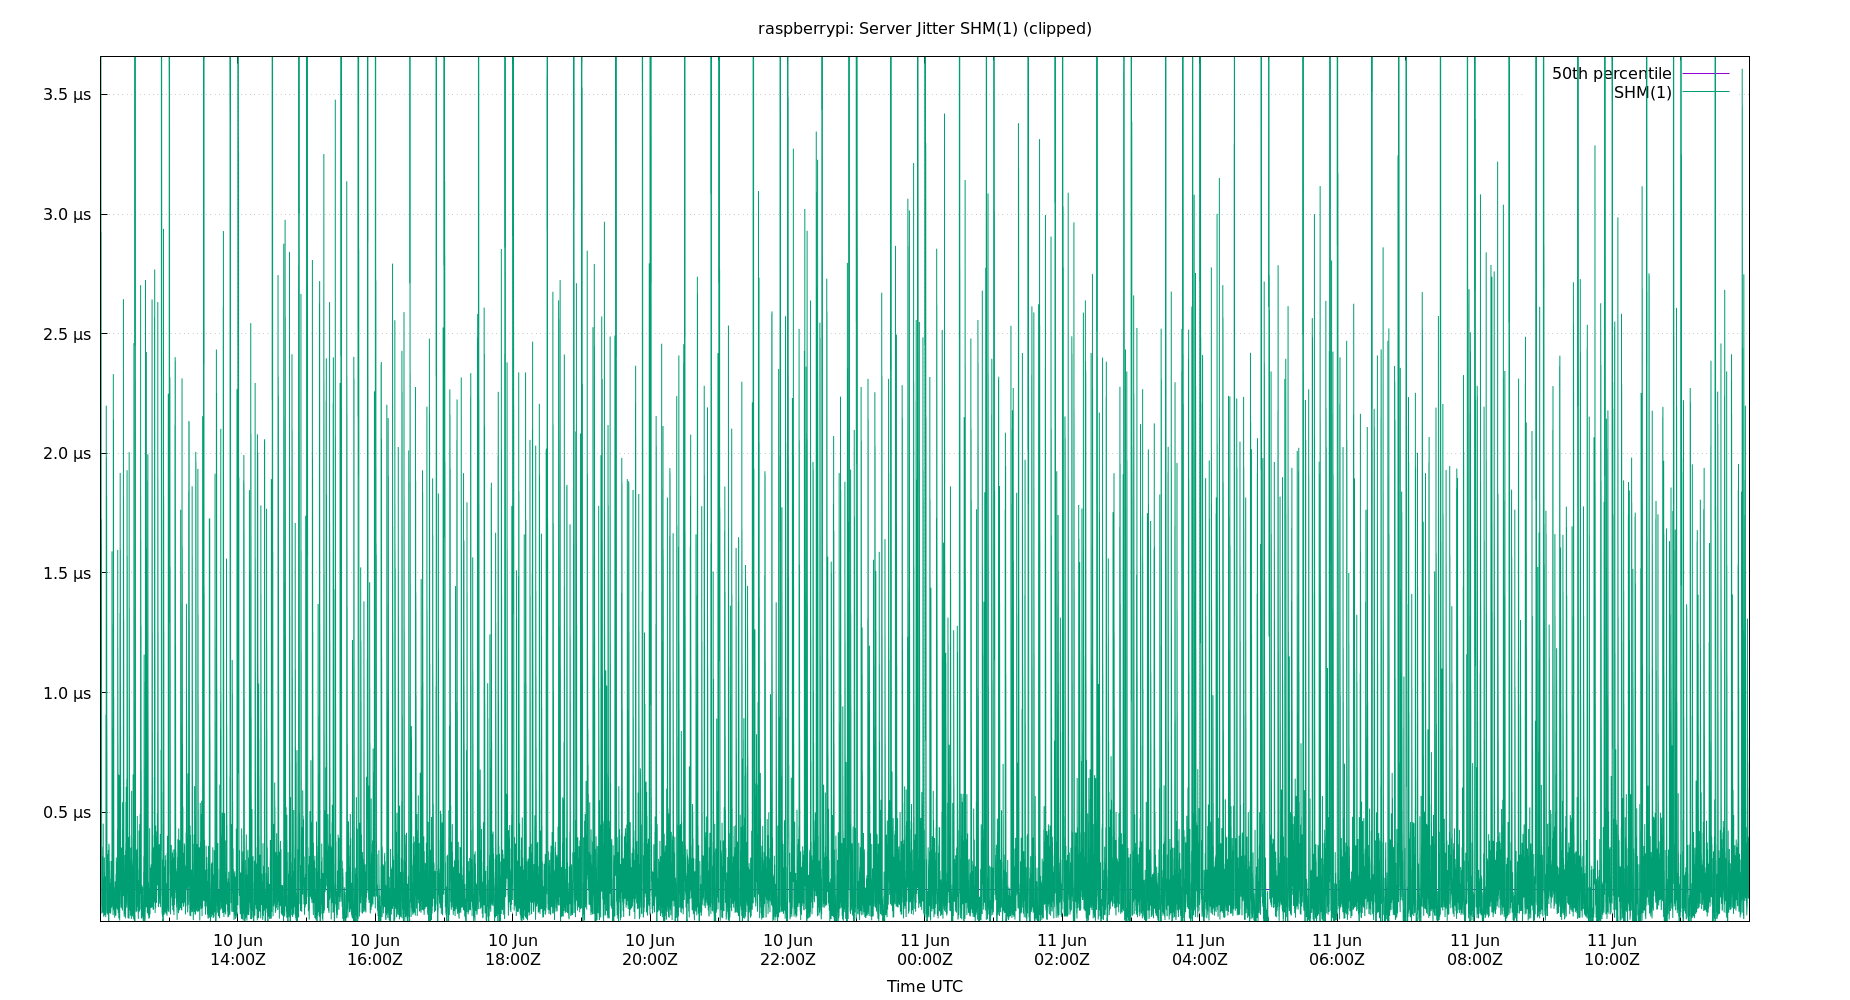 raspberrypi: Server Jitter SHM(1) (clipped)
50th percentile
SHM(1)
3.5 µs
3.0 µs
2.5 µs
2.0 µs
1.5 µs
1.0 µs
0.5 µs
10 Jun 10 Jun 10 Jun 10 Jun 10 Jun 11 Jun 11 Jun 11 Jun 11 Jun 11 Jun 11 Jun
14:00Z 16:00Z 18:00Z 20:00Z 22:00Z 00:00Z 02:00Z 04:00Z 06:00Z 08:00Z 10:00Z
Time UTC